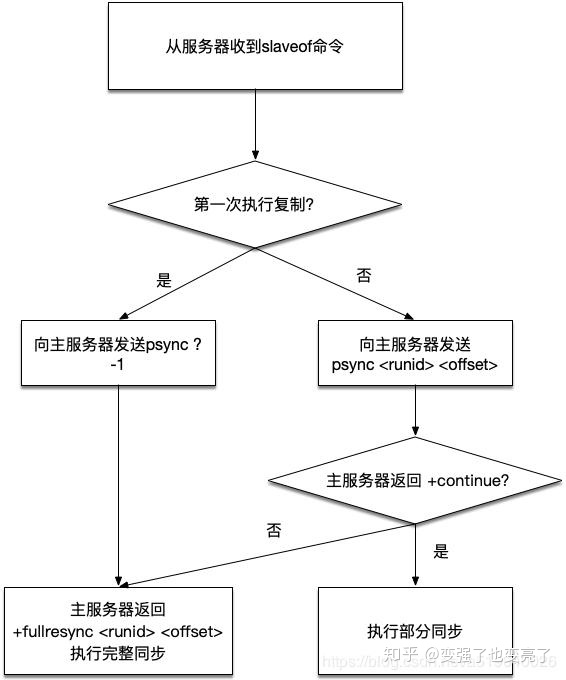 从服务器收到slaveof命令
第一次执行复制?
是
否
向主服务器发送psync ?
-1
向主服务器发送
psync <runid> <offset>
主服务器返回 +continue?
否
是
主服务器返回
+fullresync <runid> <offset>
执行完整同步
执行部分同步
知乎 @变强了也变亮了